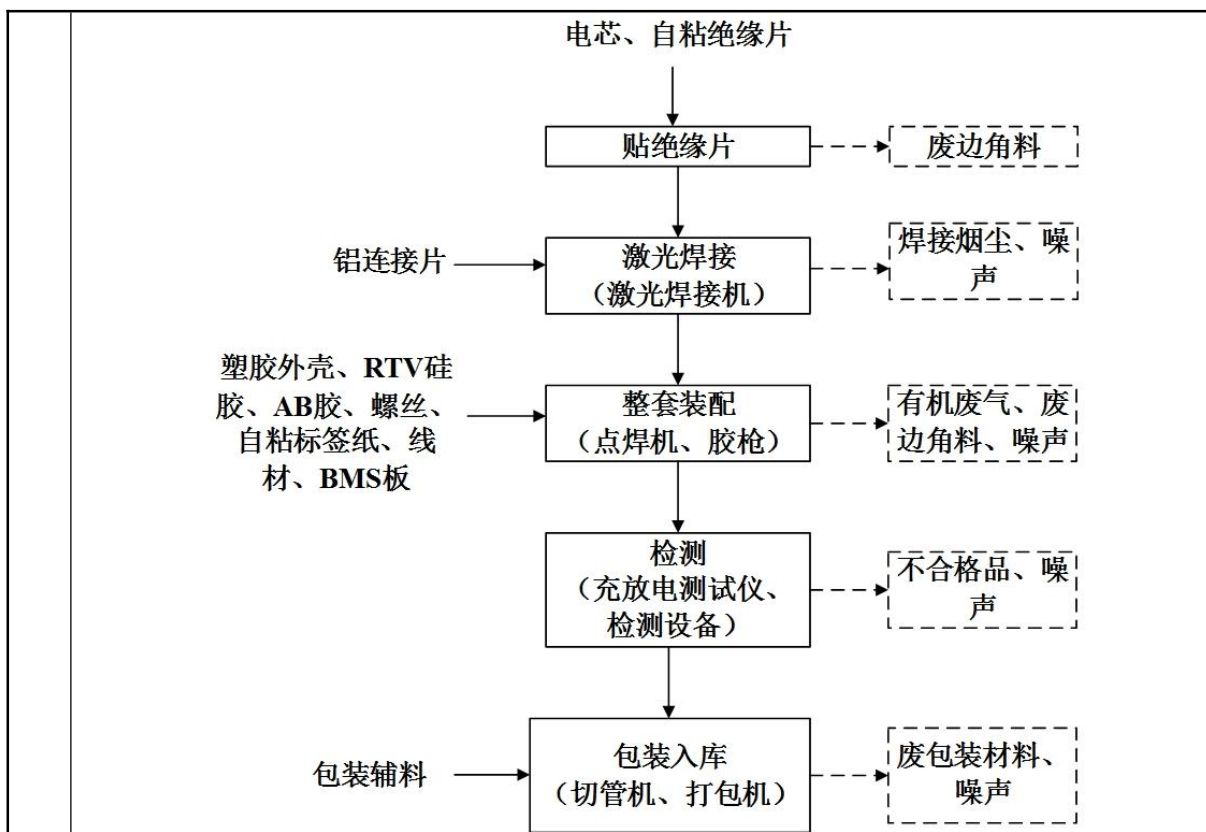 电芯、自粘绝缘片
贴绝缘片
废边角料
铝连接片
激光焊接
（激光焊接机）
焊接烟尘、噪
声
塑胶外壳、RTV硅
胶、AB胶、螺丝、
自粘标签纸、线
材、BMS板
整套装配
（点焊机、胶枪）
有机废气、废
边角料、噪声
检测
（充放电测试仪、
检测设备）
不合格品、噪
声
包装辅料
包装入库
（切管机、打包机）
废包装材料、
噪声